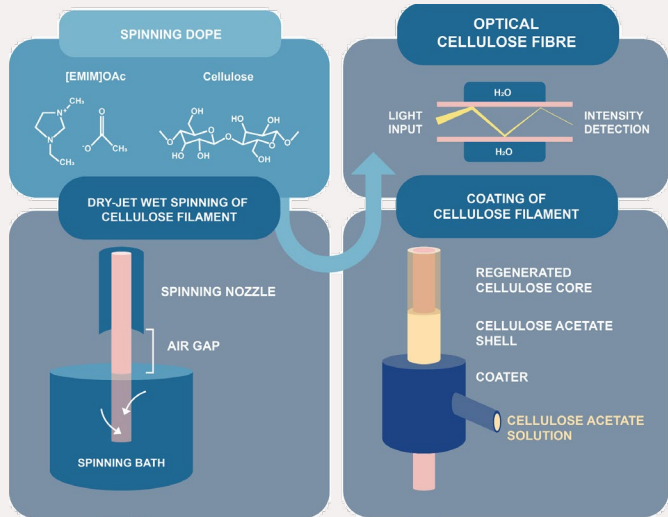 SPINNING DOPE
[EMIM]OAc
Cellulose
N
+
CH₃
N
CH₃
O
-O
CH₃
OH
O
HO
OH
O
HO
OH
O
O
OH
DRY-JET WET SPINNING OF
CELLULOSE FILAMENT
SPINNING NOZZLE
AIR GAP
SPINNING BATH
OPTICAL
CELLULOSE FIBRE
H₂O
LIGHT
INPUT
INTENSITY
DETECTION
H₂O
COATING OF
CELLULOSE FILAMENT
REGENERATED
CELLULOSE CORE
CELLULOSE ACETATE
SHELL
COATER
CELLULOSE ACETATE
SOLUTION